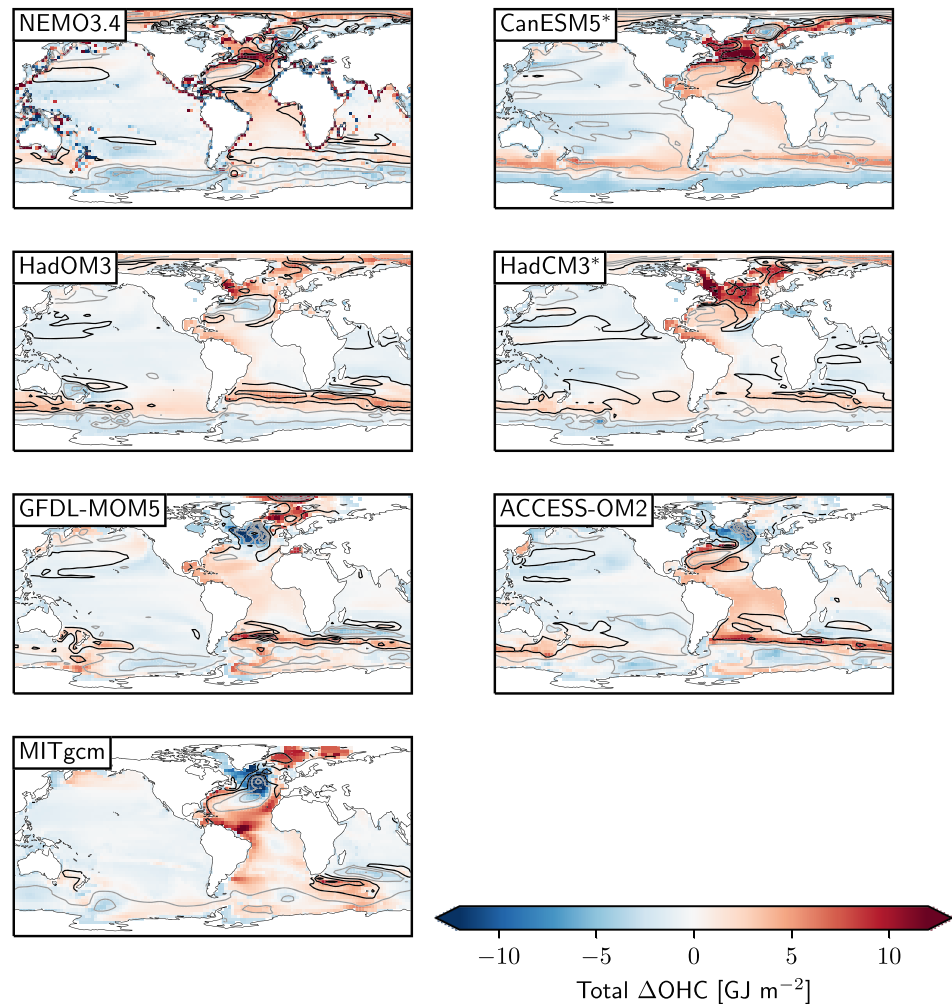 NEMO3.4
CanESM5*
HadOM3
HadCM3*
GFDL-MOM5
ACCESS-OM2
MITgcm
−10 −5 0 5 10
Total ΔOHC [GJ m⁻²]